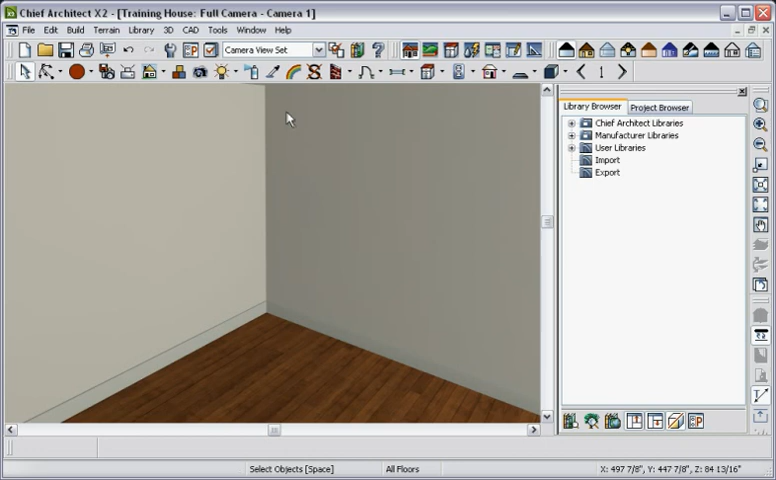 Chief Architect X2 - [Training House: Full Camera - Camera 1]
File Edit Build Terrain Library 3D CAD Tools Window Help
Camera View Set
1
Library Browser Project Browser
Chief Architect Libraries
Manufacturer Libraries
User Libraries
Import
Export
Select Objects [Space] All Floors X: 497 7/8", Y: 447 7/8", Z: 84 13/16"